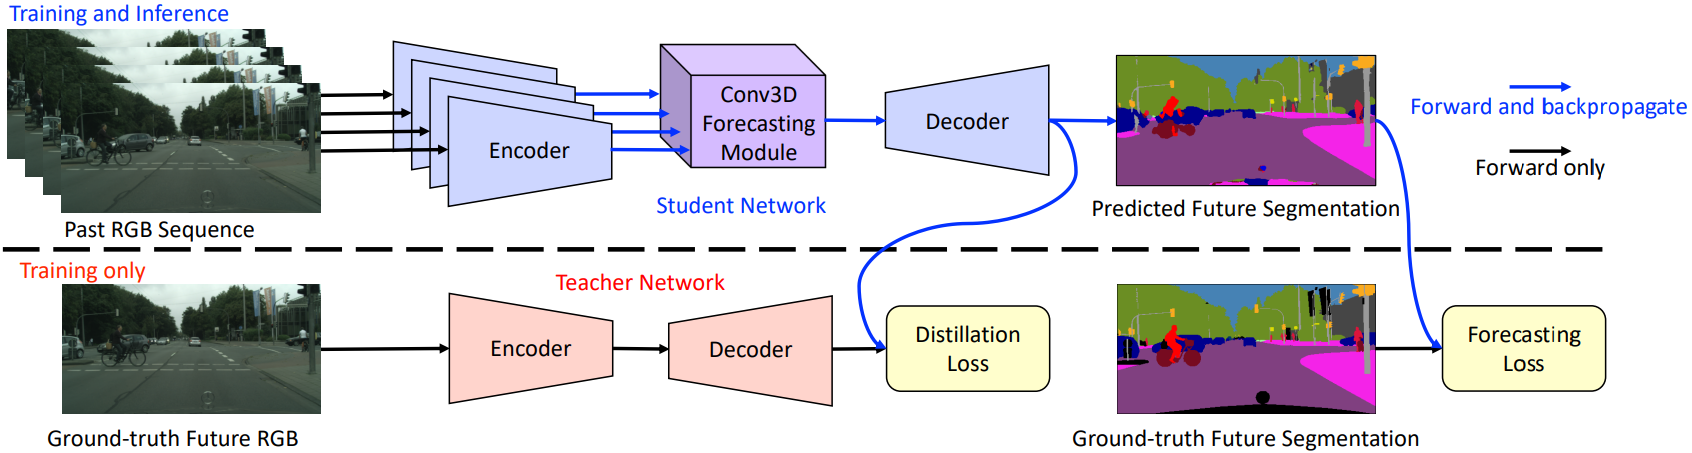 Training and Inference
Encoder
Conv3D
Forecasting
Module
Decoder
Forward and backpropagate
Forward only
Student Network
Past RGB Sequence
Predicted Future Segmentation
Training only
Teacher Network
Encoder
Decoder
Distillation
Loss
Forecasting
Loss
Ground-truth Future RGB
Ground-truth Future Segmentation